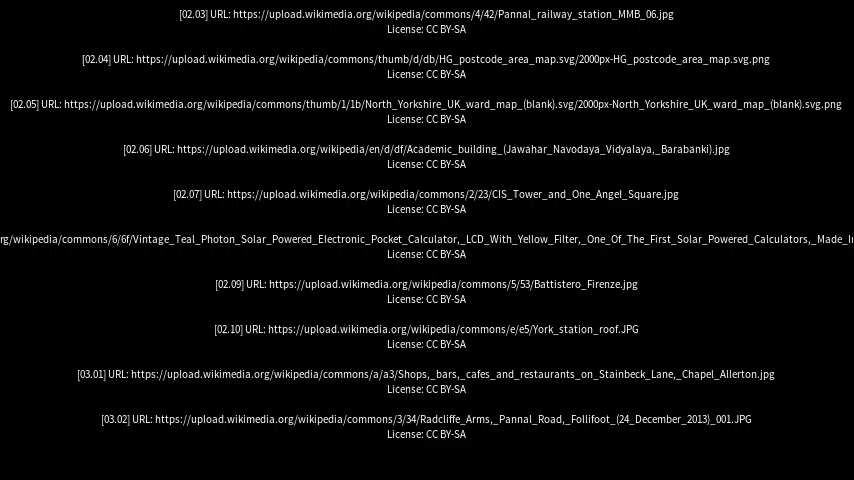 [02.03] URL: https://upload.wikimedia.org/wikipedia/commons/4/42/Pannal_railway_station_MMB_06.jpg
License: CC BY-SA
[02.04] URL: https://upload.wikimedia.org/wikipedia/commons/thumb/d/db/HG_postcode_area_map.svg/2000px-HG_postcode_area_map.svg.png
License: CC BY-SA
[02.05] URL: https://upload.wikimedia.org/wikipedia/commons/thumb/1/1b/North_Yorkshire_UK_ward_map_(blank).svg/2000px-North_Yorkshire_UK_ward_map_(blank).svg.png
License: CC BY-SA
[02.06] URL: https://upload.wikimedia.org/wikipedia/en/d/df/Academic_building_(Jawahar_Navodaya_Vidyalaya,_Barabanki).jpg
License: CC BY-SA
[02.07] URL: https://upload.wikimedia.org/wikipedia/commons/2/23/CIS_Tower_and_One_Angel_Square.jpg
License: CC BY-SA
rg/wikipedia/commons/6/6f/Vintage_Teal_Photon_Solar_Powered_Electronic_Pocket_Calculator,_LCD_With_Yellow_Filter,_One_Of_The_First_Solar_Powered_Calculators,_Made_In
License: CC BY-SA
[02.09] URL: https://upload.wikimedia.org/wikipedia/commons/5/53/Battistero_Firenze.jpg
License: CC BY-SA
[02.10] URL: https://upload.wikimedia.org/wikipedia/commons/e/e5/York_station_roof.JPG
License: CC BY-SA
[03.01] URL: https://upload.wikimedia.org/wikipedia/commons/a/a3/Shops,_bars,_cafes_and_restaurants_on_Stainbeck_Lane,_Chapel_Allerton.jpg
License: CC BY-SA
[03.02] URL: https://upload.wikimedia.org/wikipedia/commons/3/34/Radcliffe_Arms,_Pannal_Road,_Follifoot_(24_December_2013)_001.JPG
License: CC BY-SA